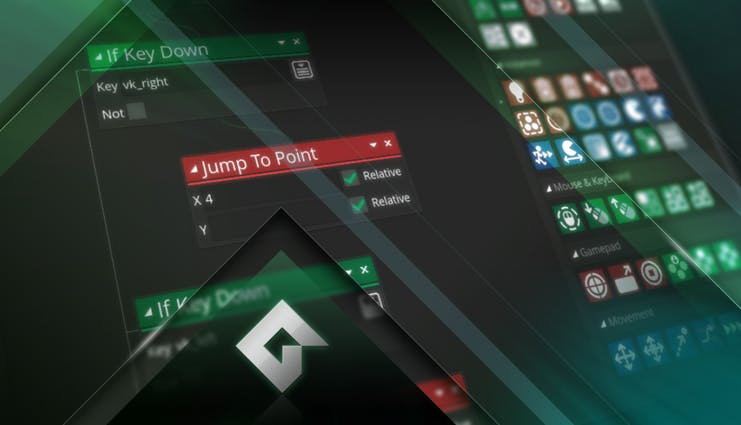 If Key Down
Key vk_right
Not
Jump To Point
X 4
Relative
Y
Relative
If Key Down
Mouse & Keyboard
Gamepad
Movement